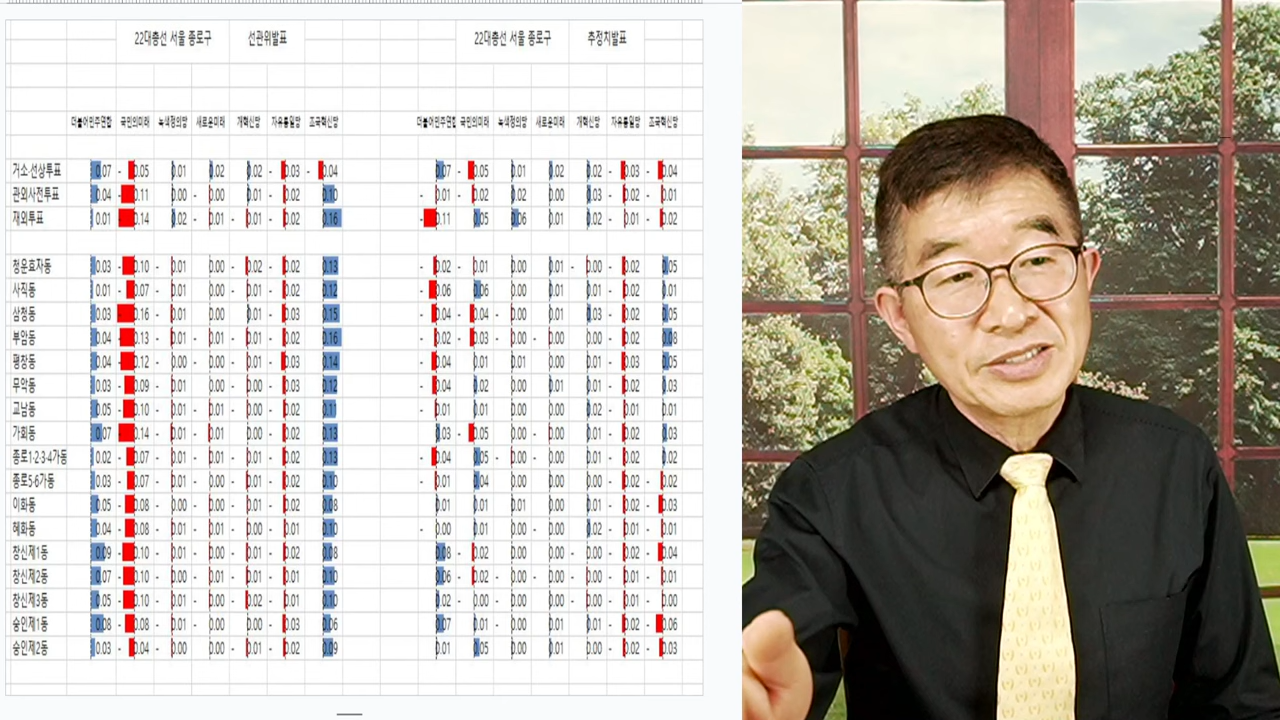 22대총선 서울 종로구 선관위발표 22대총선 서울 종로구 추정치발표
더불어민주연합 국민의미래 녹색정의당 새로운미래 개혁신당 자유통일당 조국혁신당 더불어민주연합 국민의미래 녹색정의당 새로운미래 개혁신당 자유통일당 조국혁신당
거소·선상투표 0.07 - 0.05 0.01 0.02 0.02 - 0.03 - 0.04 0.07 - 0.05 0.01 0.02 0.02 - 0.03 - 0.04
관외사전투표 0.04 - 0.11 0.00 - 0.00 - 0.02 - 0.02 0.10 - 0.01 - 0.02 0.02 0.00 0.03 - 0.02 - 0.01
재외투표 0.01 - 0.14 0.02 - 0.01 - 0.01 - 0.02 0.16 - 0.11 0.05 0.06 - 0.00 0.02 - 0.01 - 0.02
청운효자동 0.03 - 0.10 - 0.01 0.00 - 0.02 - 0.02 0.13 - 0.02 - 0.01 0.00 0.01 - 0.00 - 0.02 0.05
사직동 0.01 - 0.07 - 0.01 0.00 - 0.01 - 0.02 0.12 - 0.06 0.06 - 0.00 0.01 0.01 - 0.02 0.01
삼청동 0.03 - 0.16 - 0.01 0.00 - 0.01 - 0.02 0.15 - 0.04 - 0.04 - 0.00 0.01 0.03 - 0.02 0.05
부암동 0.04 - 0.13 - 0.01 0.00 - 0.01 - 0.02 0.16 - 0.02 - 0.03 - 0.00 0.00 0.01 - 0.02 0.08
평창동 0.04 - 0.12 - 0.00 - 0.00 - 0.02 - 0.03 0.14 - 0.04 0.01 0.00 - 0.00 0.01 - 0.03 0.05
무악동 0.03 - 0.09 - 0.01 0.01 - 0.01 - 0.02 0.12 - 0.04 0.02 - 0.00 0.01 0.01 - 0.02 0.03
교남동 0.05 - 0.10 - 0.01 - 0.01 - 0.00 - 0.02 0.11 - 0.01 0.01 0.00 - 0.00 0.02 - 0.01 0.01
가회동 0.07 - 0.14 - 0.01 - 0.01 0.00 - 0.02 0.13 0.03 - 0.05 0.00 - 0.00 0.01 - 0.02 0.03
종로1·2·3·4가동 0.02 - 0.07 - 0.01 - 0.00 - 0.01 - 0.02 0.13 - 0.04 0.05 - 0.00 - 0.00 0.01 - 0.02 0.02
종로5·6가동 0.03 - 0.07 - 0.01 0.00 - 0.01 - 0.02 0.10 - 0.00 0.04 - 0.00 0.00 0.01 - 0.02 - 0.02
이화동 0.05 - 0.08 - 0.01 0.00 - 0.01 - 0.02 0.08 0.01 0.01 0.00 0.01 0.01 - 0.02 - 0.03
혜화동 0.04 - 0.08 - 0.01 0.01 - 0.00 - 0.01 0.10 - 0.00 0.01 0.00 0.01 0.02 - 0.01 - 0.01
창신제1동 0.09 - 0.10 - 0.01 - 0.00 - 0.01 - 0.02 0.08 0.08 - 0.02 0.00 - 0.00 0.01 - 0.02 - 0.04
창신제2동 0.07 - 0.10 - 0.00 - 0.01 - 0.01 - 0.01 0.10 0.06 - 0.02 0.00 - 0.00 0.01 - 0.01 - 0.01
창신제3동 0.05 - 0.10 - 0.01 0.00 - 0.02 - 0.01 0.10 0.02 - 0.00 - 0.00 0.00 - 0.00 - 0.00 - 0.00
숭인제1동 0.08 - 0.08 - 0.01 0.00 - 0.00 - 0.03 0.06 0.07 0.01 - 0.00 0.01 0.01 - 0.02 - 0.06
숭인제2동 0.03 - 0.04 - 0.00 0.00 - 0.01 - 0.02 0.09 0.01 0.05 0.00 0.01 0.00 - 0.02 - 0.03